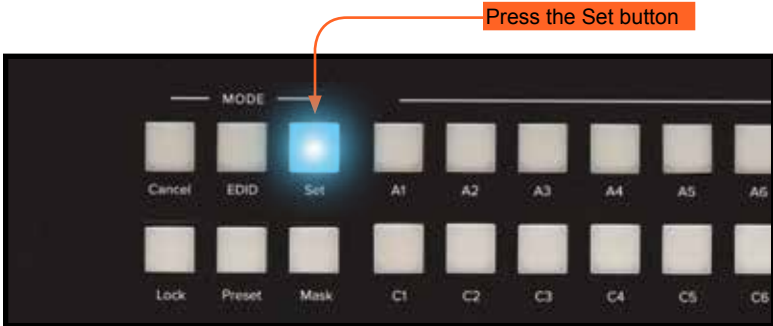 Press the Set button
MODE
Cancel EDID Set A1 A2 A3 A4 A5 A6
Lock Preset Mask C1 C2 C3 C4 C5 C6